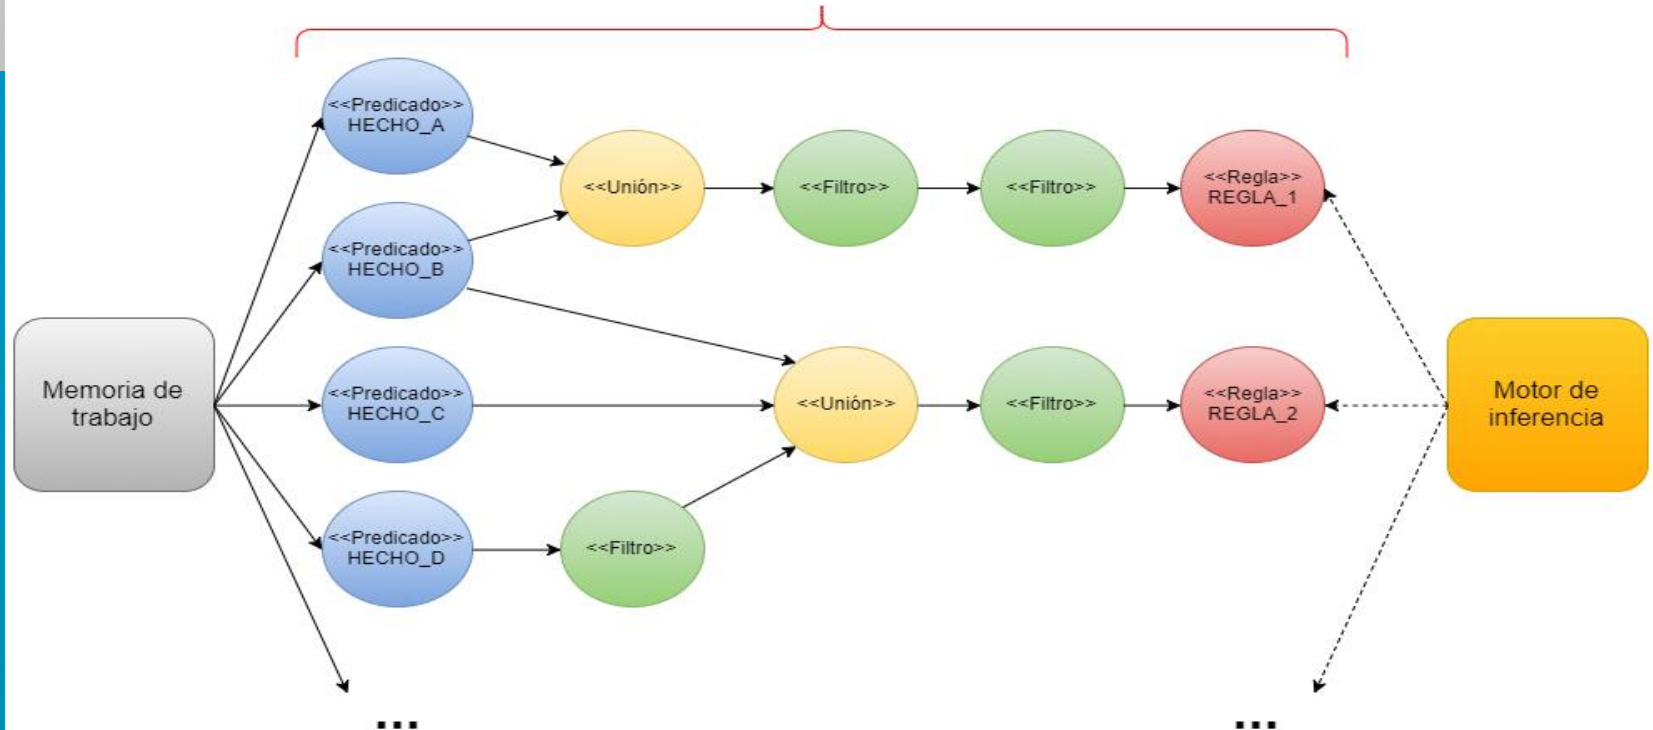 <<Predicado>>
HECHO_A
<<Unión>>
<<Filtro>>
<<Filtro>>
<<Regla>>
REGLA_1
<<Predicado>>
HECHO_B
Memoria de
trabajo
<<Predicado>>
HECHO_C
<<Unión>>
<<Filtro>>
<<Regla>>
REGLA_2
Motor de
inferencia
<<Predicado>>
HECHO_D
<<Filtro>>
...
...